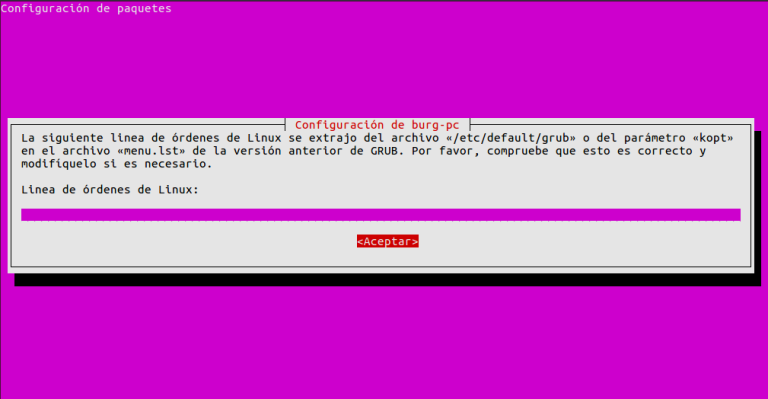 Configuración de paquetes
Configuración de burg-pc
La siguiente linea de órdenes de Linux se extrajo del archivo «/etc/default/grub» o del parámetro «kopt»
en el archivo «menu.lst» de la versión anterior de GRUB. Por favor, compruebe que esto es correcto y
modifíquelo si es necesario.
Linea de órdenes de Linux:
<Aceptar>